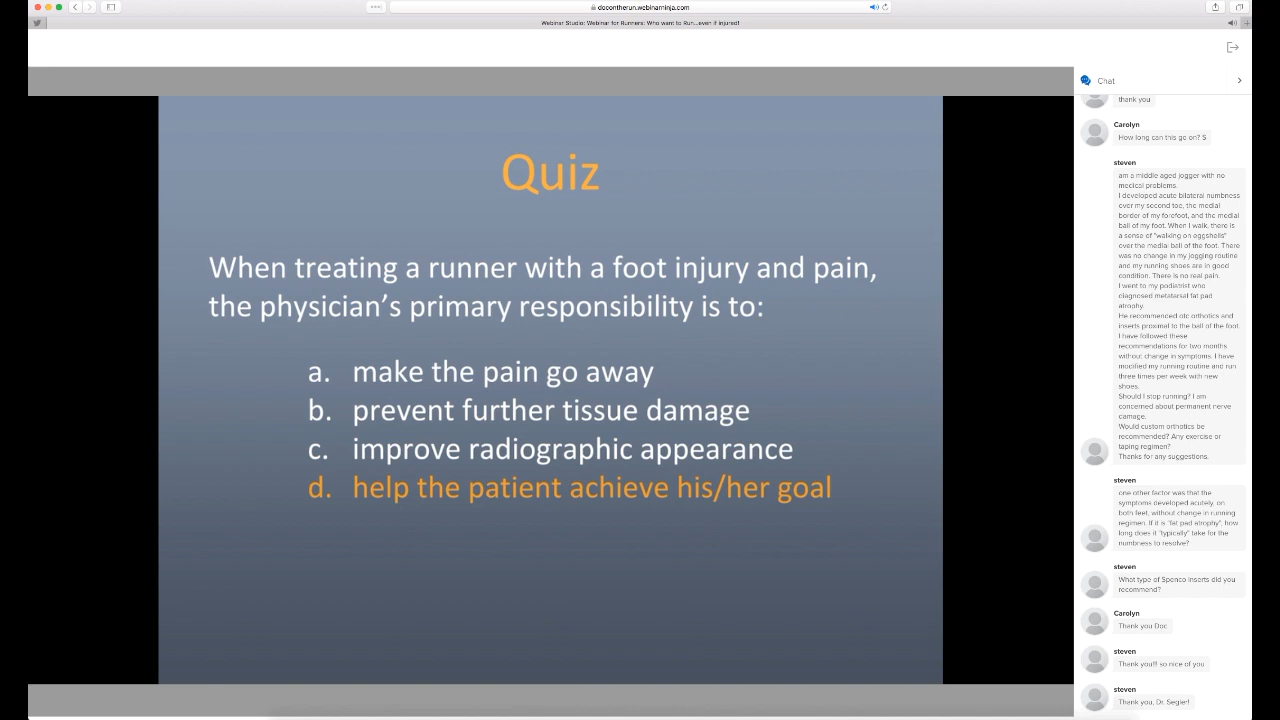 docontherun.webinarninja.com
Webinar Studio: Webinar for Runners: Who want to Run...even if injured!
Quiz
When treating a runner with a foot injury and pain,
the physician's primary responsibility is to:
a. make the pain go away
b. prevent further tissue damage
c. improve radiographic appearance
d. help the patient achieve his/her goal
Chat
thank you
Carolyn
How long can this go on? S
steven
am a middle aged jogger with no
medical problems.
I developed acute bilateral numbness
over my second toe, the medial
border of my forefoot, and the medial
ball of my foot. When I walk, there is
a sense of "walking on eggshells"
over the medial ball of the foot. There
was no change in my jogging routine
and my running shoes are in good
condition. There is no real pain.
I went to my podiatrist who
diagnosed metatarsal fat pad
atrophy.
He recommended otc orthotics and
inserts proximal to the ball of the foot.
I have followed these
recommendations for two months
without change in symptoms. I have
modified my running routine and run
three times per week with new
shoes.
Should I stop running? I am
concerned about permanent nerve
damage.
Would custom orthotics be
recommended? Any exercise or
taping regimen?
Thanks for any suggestions.
steven
one other factor was that the
symptoms developed acutely, on
both feet, without change in running
regimen. If it is "fat pad atrophy", how
long does it "typically" take for the
numbness to resolve?
steven
What type of Spenco inserts did you
recommend?
Carolyn
Thank you Doc
steven
Thank you!!! so nice of you
steven
Thank you, Dr. Segler!